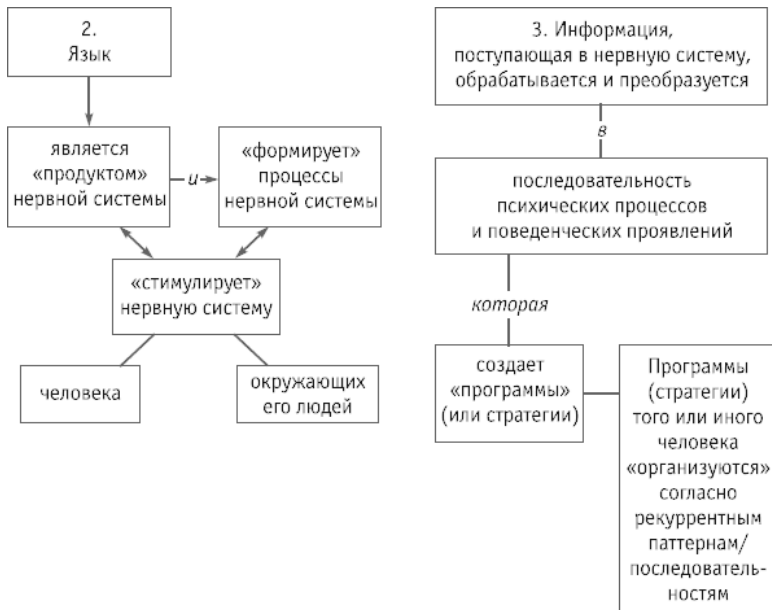 2.
Язык
является
«продуктом»
нервной системы
и
«формирует»
процессы
нервной системы
«стимулирует»
нервную систему
человека
окружающих
его людей
3. Информация,
поступающая в нервную систему,
обрабатывается и преобразуется
в
последовательность
психических процессов
и поведенческих проявлений
которая
создает
«программы»
(или стратегии)
Программы
(стратегии)
того или иного
человека
«организуются»
согласно
рекуррентным
паттернам/
последователь-
ностям